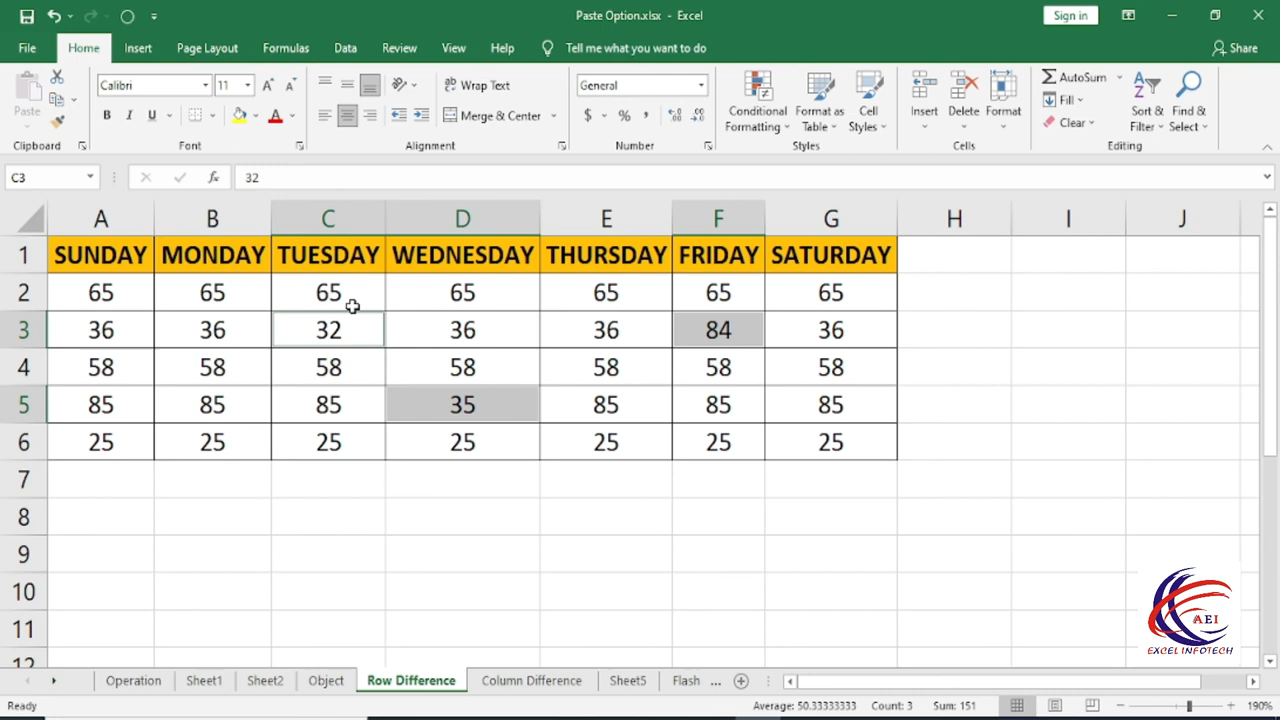 Paste Option.xlsx - Excel
Sign in
File Home Insert Page Layout Formulas Data Review View Help Tell me what you want to do Share
Calibri 11 Wrap Text General AutoSum
Paste B I U A Merge & Center $ % , Conditional Formatting Format as Table Cell Styles Insert Delete Format Fill Clear Sort & Filter Find & Select
Clipboard Font Alignment Number Styles Cells Editing
C3 fx 32
A B C D E F G H I J
1 SUNDAY MONDAY TUESDAY WEDNESDAY THURSDAY FRIDAY SATURDAY
2 65 65 65 65 65 65 65
3 36 36 32 36 36 84 36
4 58 58 58 58 58 58 58
5 85 85 85 35 85 85 85
6 25 25 25 25 25 25 25
7
8
9
10
11
12
AEI
EXCEL INFOTECH
Operation Sheet1 Sheet2 Object Row Difference Column Difference Sheet5 Flash ...
Ready Average: 50.33333333 Count: 3 Sum: 151 190%